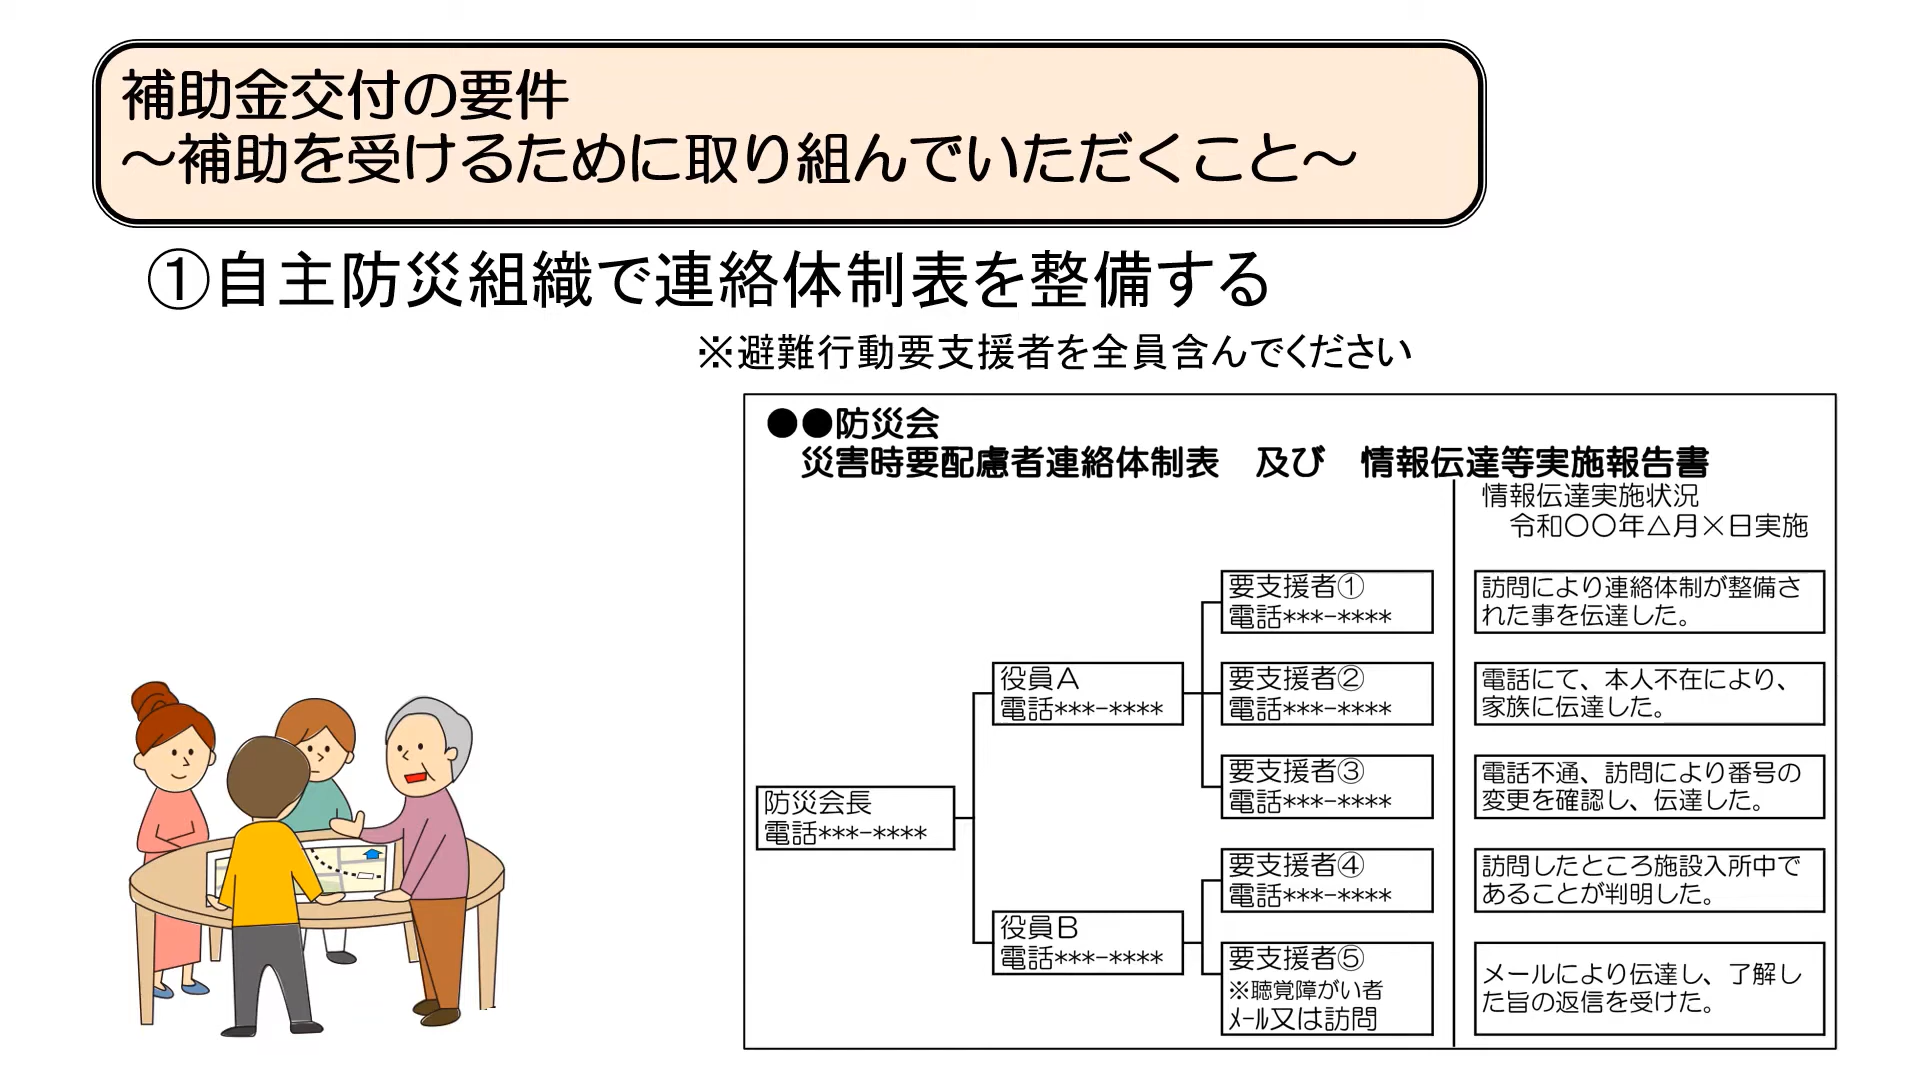 補助金交付の要件
～補助を受けるために取り組んでいただくこと～
①自主防災組織で連絡体制表を整備する
※避難行動要支援者を全員含んでください
●●防災会
災害時要配慮者連絡体制表　及び　情報伝達等実施報告書
情報伝達実施状況
令和〇〇年△月×日実施
防災会長
電話***-****
役員A
電話***-****
役員B
電話***-****
要支援者①
電話***-****
要支援者②
電話***-****
要支援者③
電話***-****
要支援者④
電話***-****
要支援者⑤
※聴覚障がい者
ﾒｰﾙ又は訪問
訪問により連絡体制が整備さ
れた事を伝達した。
電話にて、本人不在により、
家族に伝達した。
電話不通、訪問により番号の
変更を確認し、伝達した。
訪問したところ施設入所中で
あることが判明した。
メールにより伝達し、了解し
た旨の返信を受けた。